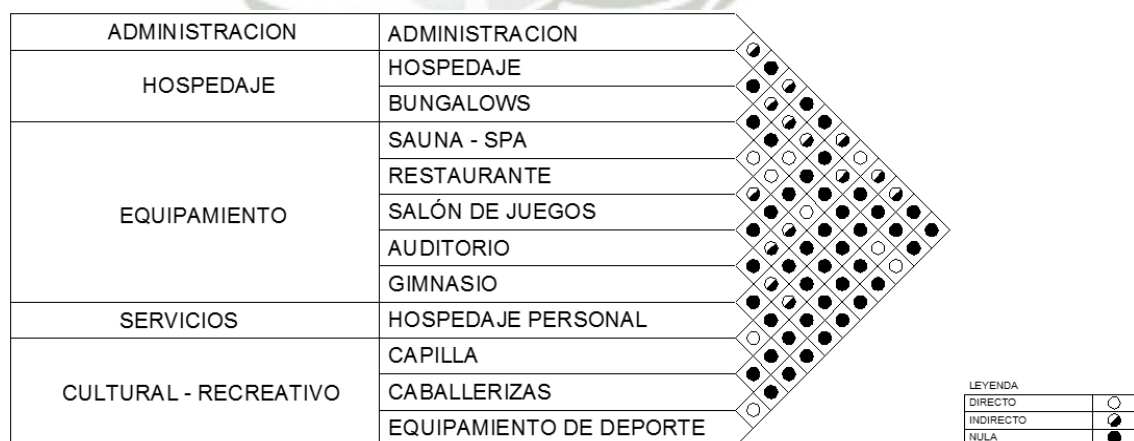 ADMINISTRACION
ADMINISTRACION
HOSPEDAJE
HOSPEDAJE
BUNGALOWS
EQUIPAMIENTO
SAUNA - SPA
RESTAURANTE
SALÓN DE JUEGOS
AUDITORIO
GIMNASIO
SERVICIOS
HOSPEDAJE PERSONAL
CULTURAL - RECREATIVO
CAPILLA
CABALLERIZAS
EQUIPAMIENTO DE DEPORTE
LEYENDA
DIRECTO
INDIRECTO
NULA